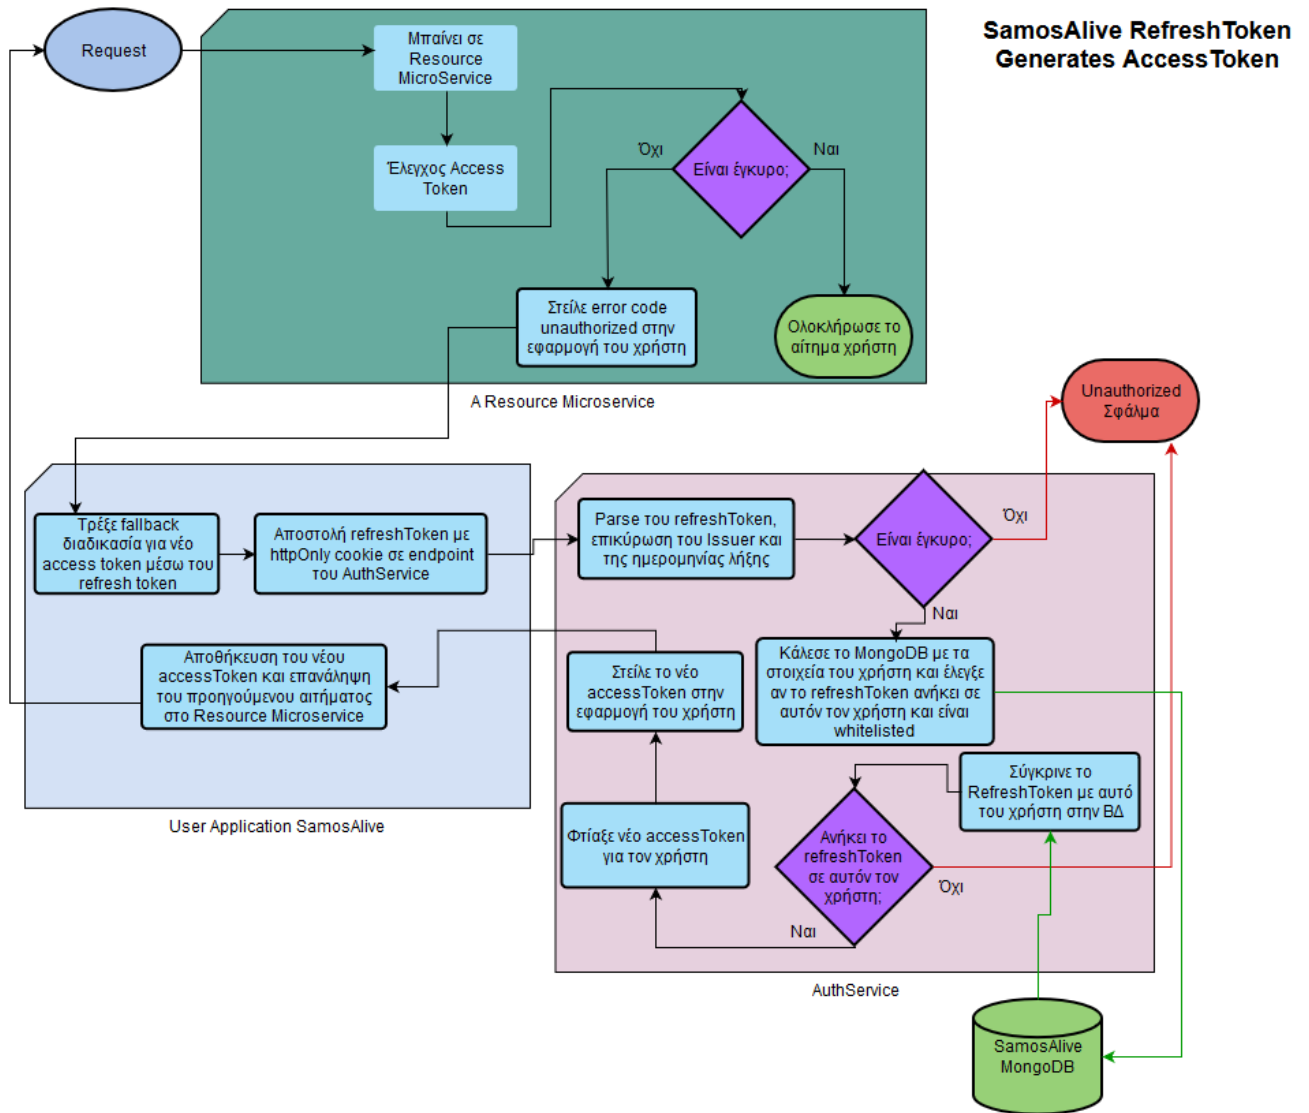 SamosAlive RefreshToken
Generates AccessToken
Request
Μπαίνει σε
Resource
MicroService
Έλεγχος Access
Token
Είναι έγκυρο;
Όχι
Ναι
Στείλε error code
unauthorized στην
εφαρμογή του χρήστη
Ολοκλήρωσε το
αίτημα χρήστη
A Resource Microservice
Unauthorized
Σφάλμα
Τρέξε fallback
διαδικασία για νέο
access token μέσω του
refresh token
Αποστολή refreshToken με
httpOnly cookie σε endpoint
του AuthService
Αποθήκευση του νέου
accessToken και επανάληψη
του προηγούμενου αιτήματος
στο Resource Microservice
User Application SamosAlive
Parse του refreshToken,
επικύρωση του Issuer και
της ημερομηνίας λήξης
Είναι έγκυρο;
Όχι
Ναι
Κάλεσε το MongoDB με τα
στοιχεία του χρήστη και έλεγξε
αν το refreshToken ανήκει σε
αυτόν τον χρήστη και είναι
whitelisted
Στείλε το νέο
accessToken στην
εφαρμογή του χρήστη
Σύγκρινε το
RefreshToken με αυτό
του χρήστη στην ΒΔ
Φτίαξε νέο accessToken
για τον χρήστη
Ανήκει το
refreshToken
σε αυτόν τον
χρήστη;
Όχι
Ναι
AuthService
SamosAlive
MongoDB